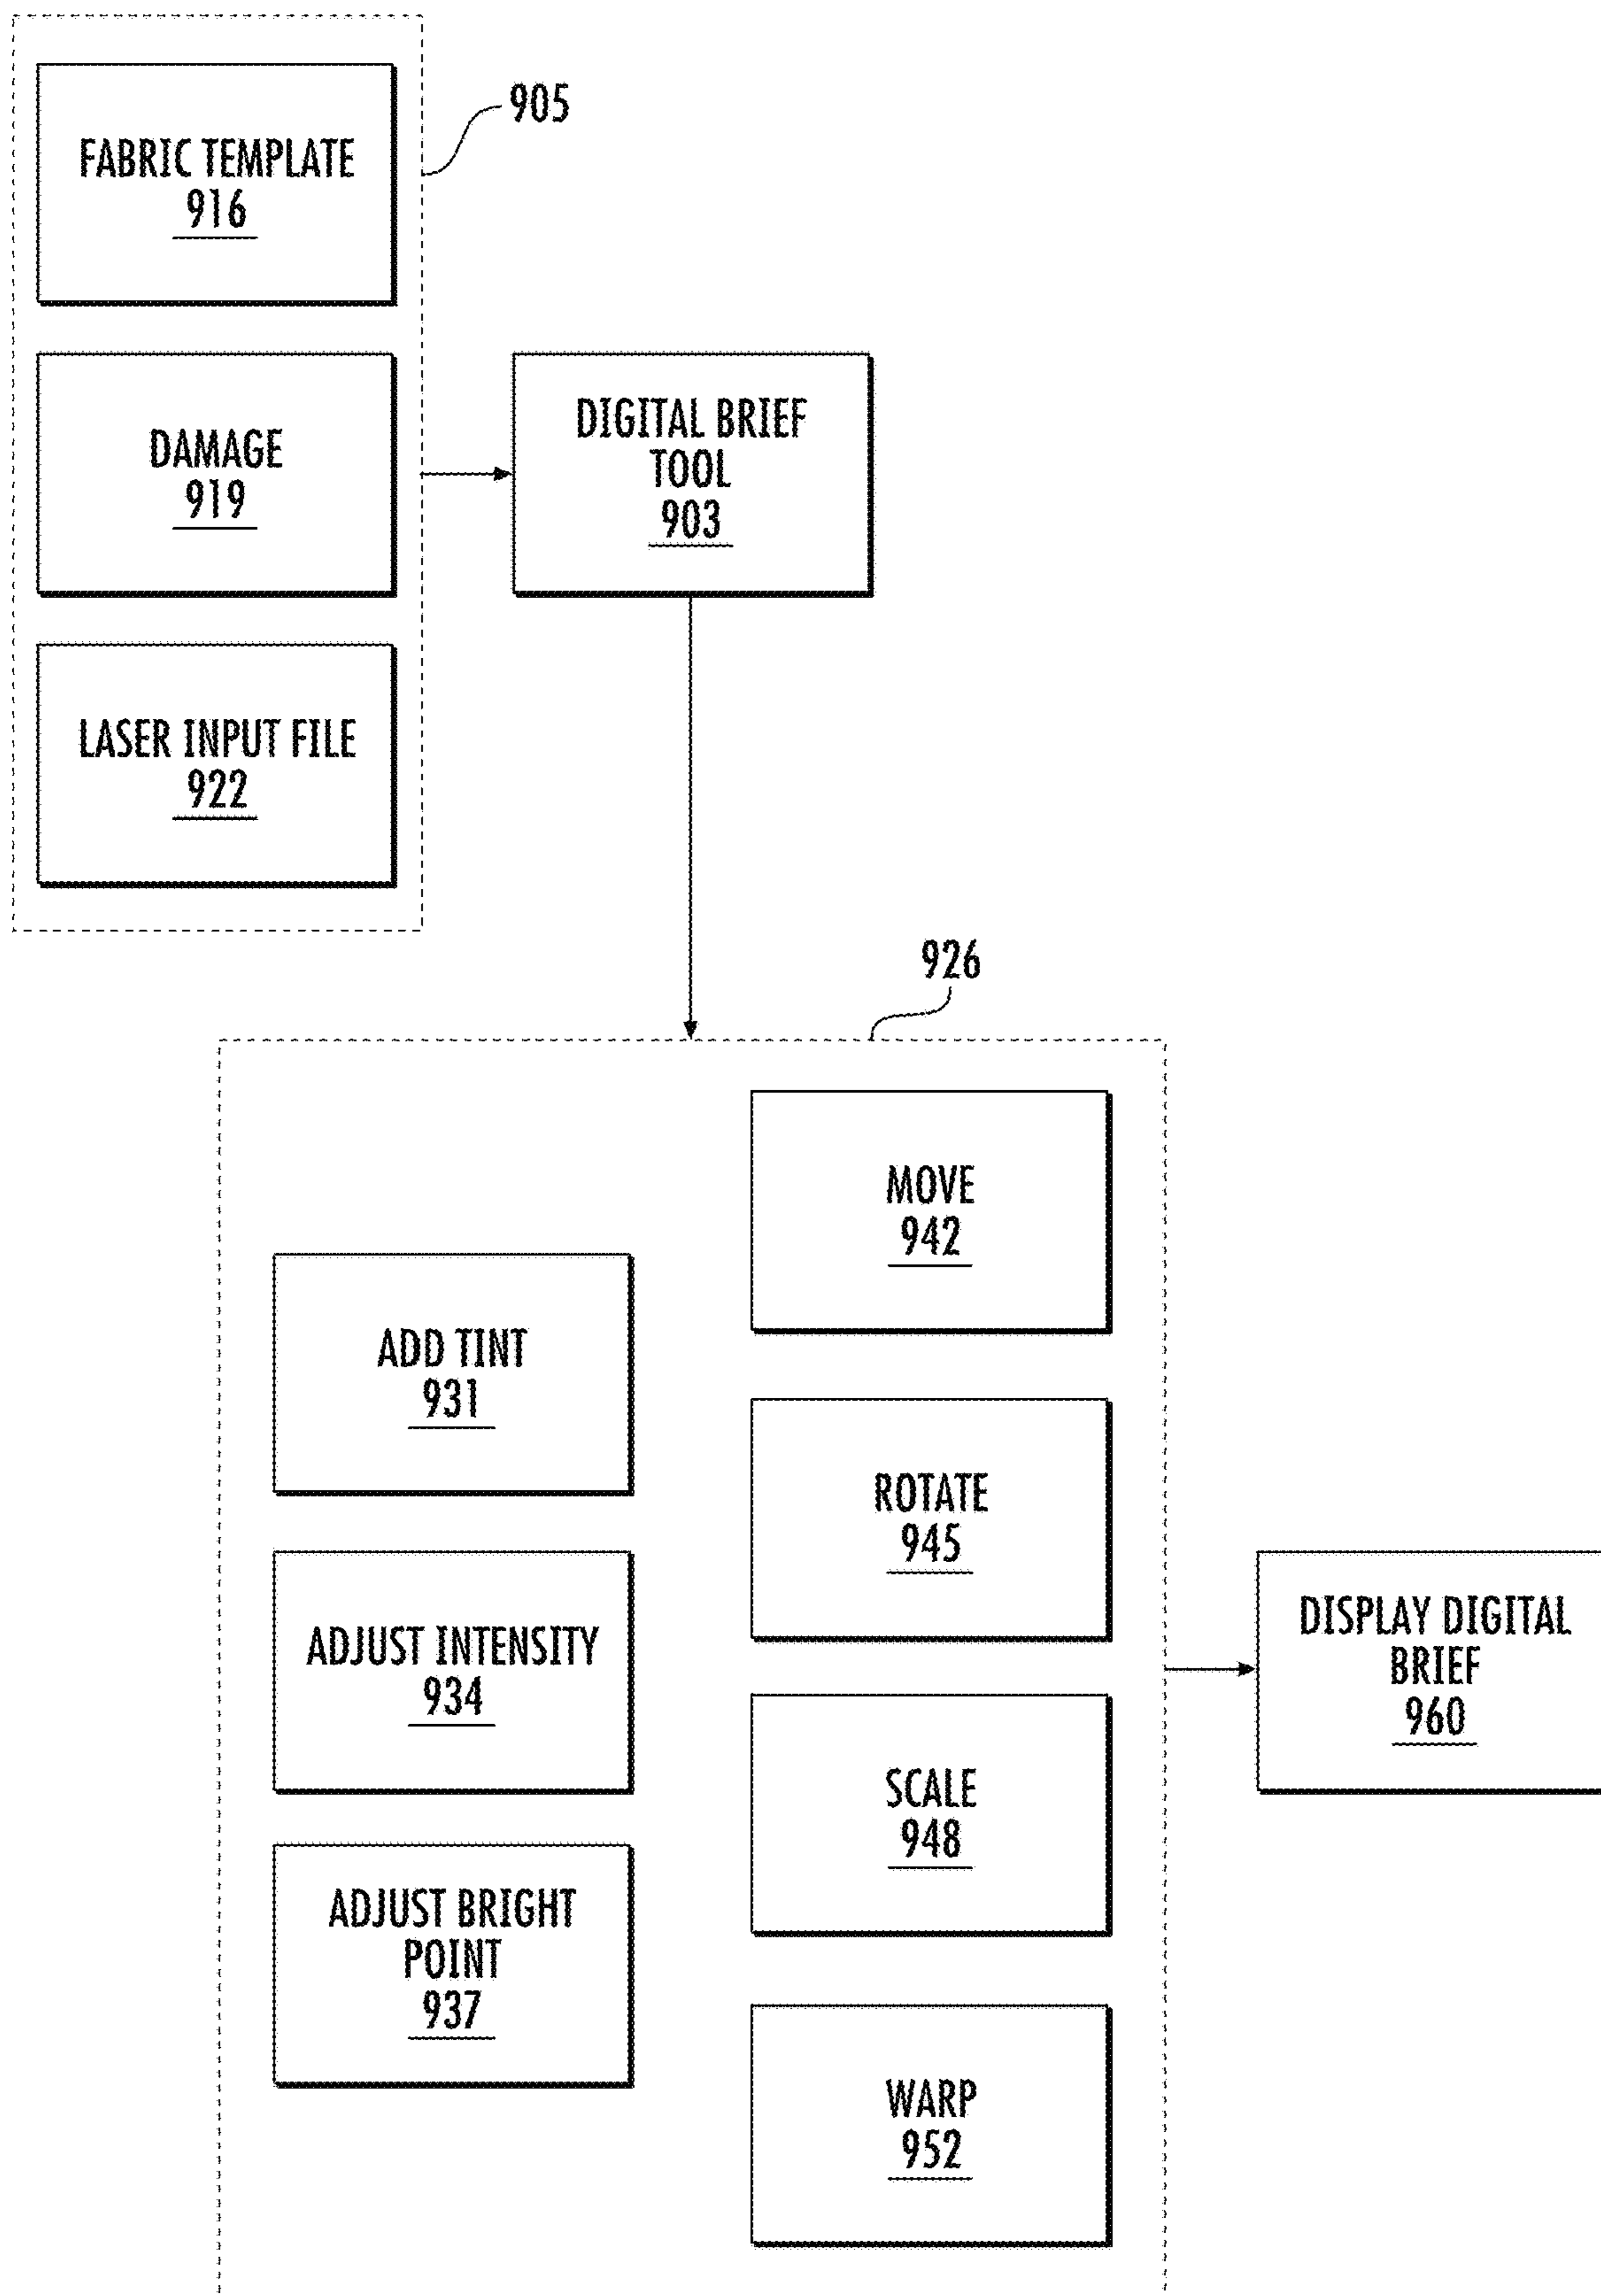 FABRIC TEMPLATE
916
905
DAMAGE
919
DIGITAL BRIEF
TOOL
903
LASER INPUT FILE
922
926
ADD TINT
931
ADJUST INTENSITY
934
ADJUST BRIGHT
POINT
937
MOVE
942
ROTATE
945
SCALE
948
WARP
952
DISPLAY DIGITAL
BRIEF
960